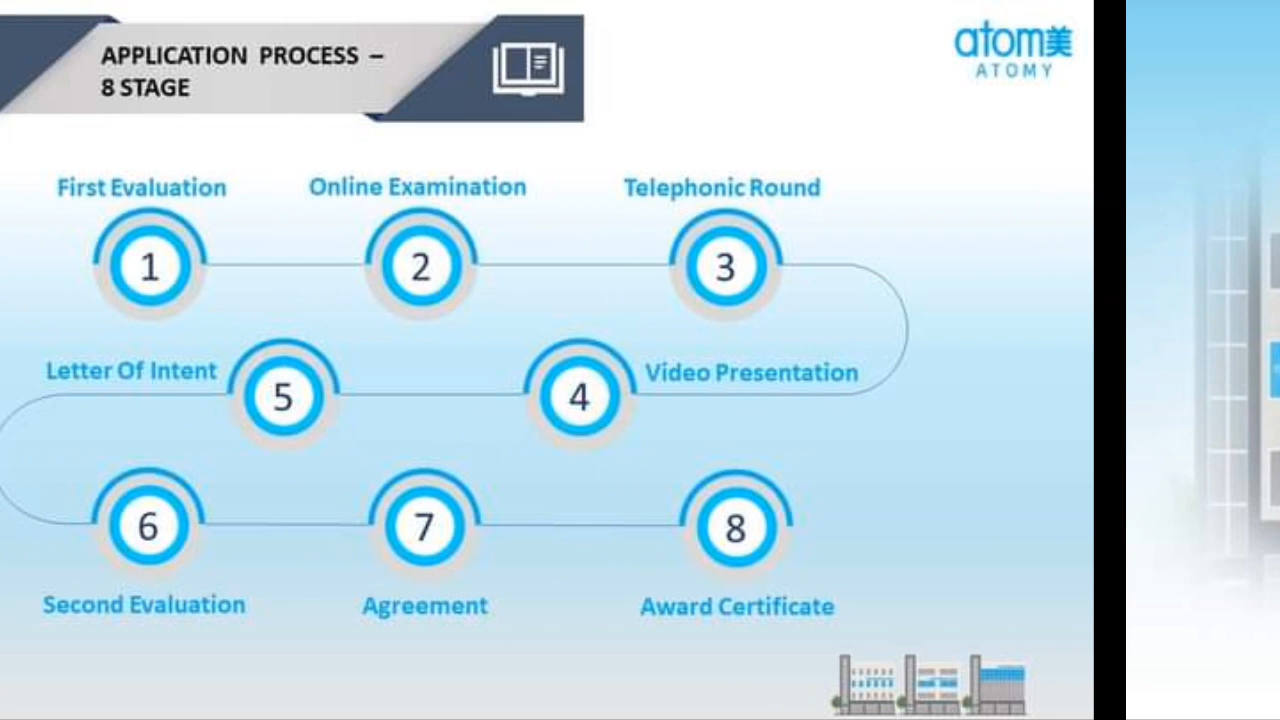 APPLICATION PROCESS –
8 STAGE
atom美
ATOMY
First Evaluation
Online Examination
Telephonic Round
1
2
3
Letter Of Intent
5
4
Video Presentation
6
7
8
Second Evaluation
Agreement
Award Certificate